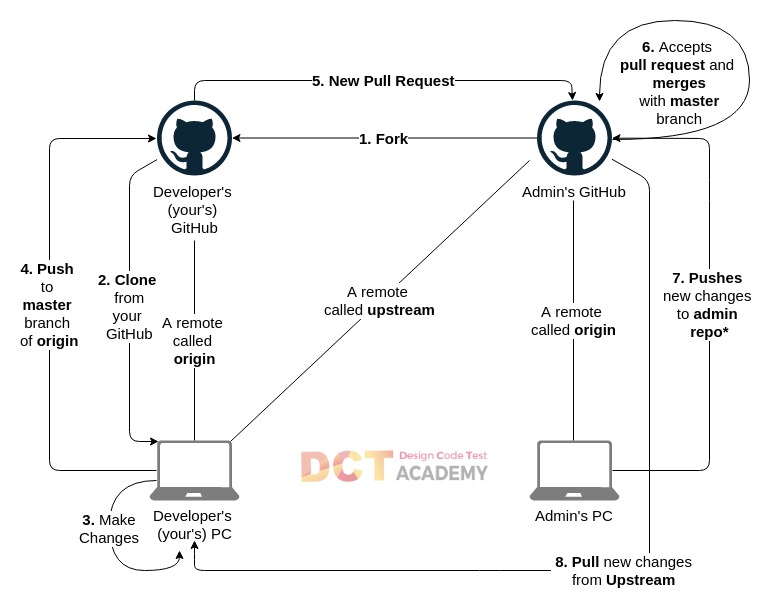 6. Accepts
pull request and
merges
with master
branch
5. New Pull Request
1. Fork
Developer's
(your's)
GitHub
Admin's GitHub
4. Push
to
master
branch
of origin
2. Clone
from
your
GitHub
A remote
called
origin
A remote
called upstream
A remote
called origin
7. Pushes
new changes
to admin
repo*
DCT
Design Code Test
ACADEMY
3. Make
Changes
Developer's
(your's) PC
Admin's PC
8. Pull new changes
from Upstream